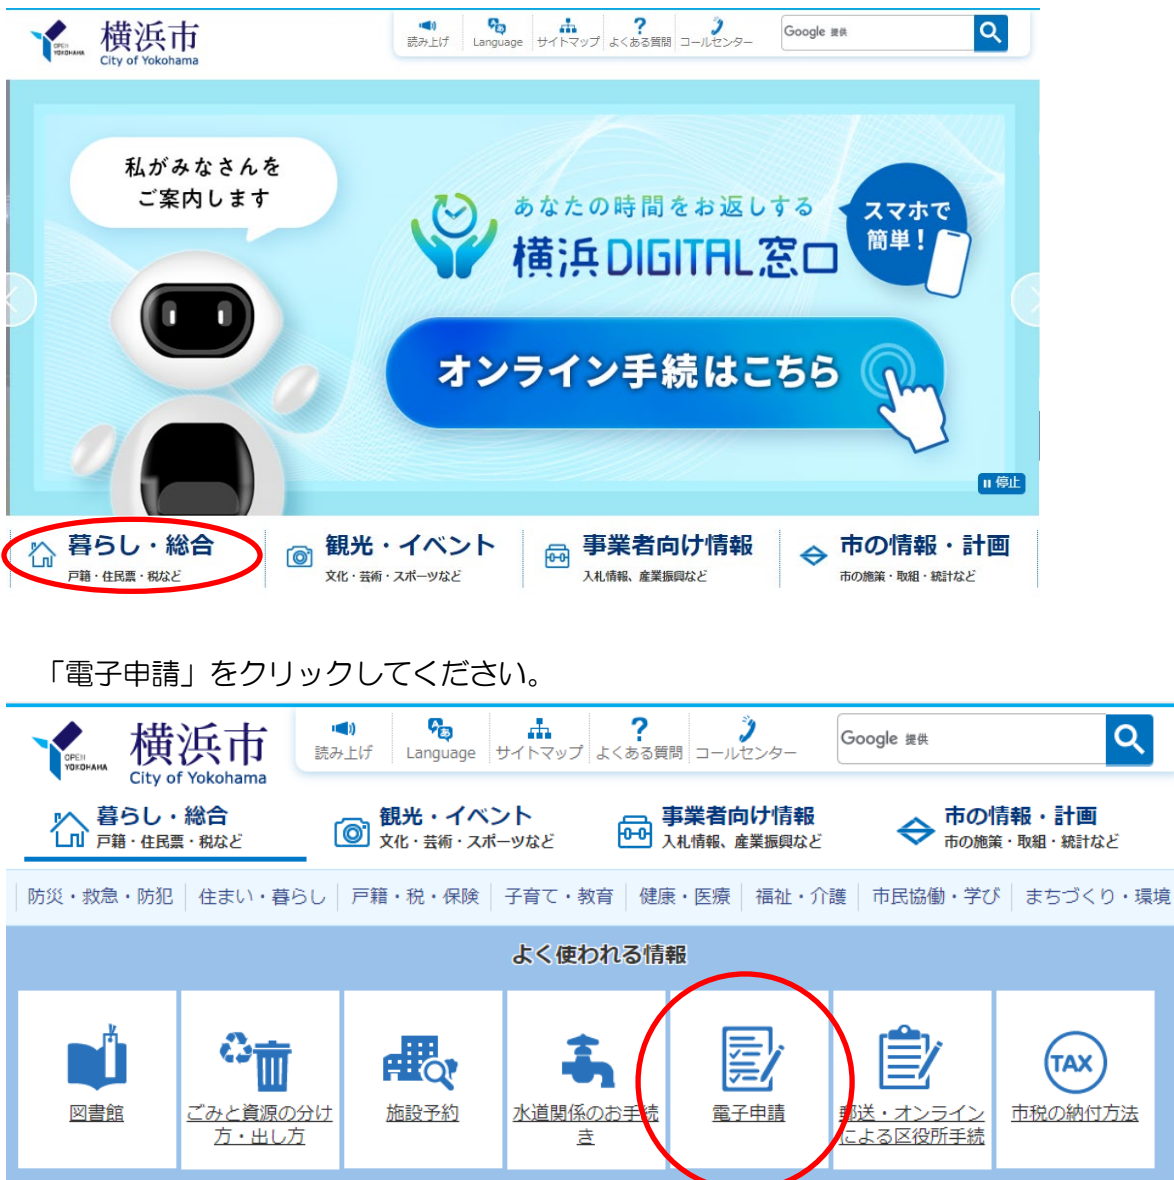 横浜市
City of Yokohama
OPEN
YOKOHAMA
読み上げ
Language
サイトマップ
よくある質問
コールセンター
Google 提供
私がみなさんを
ご案内します
あなたの時間をお返しする
横浜DIGITAL窓口
スマホで
簡単!
オンライン手続はこちら
停止
暮らし・総合
戸籍・住民票・税など
観光・イベント
文化・芸術・スポーツなど
事業者向け情報
入札情報、産業振興など
市の情報・計画
市の施策・取組・統計など
「電子申請」をクリックしてください。
OPEN
YOKOHAMA
横浜市
City of Yokohama
読み上げ
Language
サイトマップ
よくある質問
コールセンター
Google 提供
暮らし・総合
戸籍・住民票・税など
観光・イベント
文化・芸術・スポーツなど
事業者向け情報
入札情報、産業振興など
市の情報・計画
市の施策・取組・統計など
防災・救急・防犯
住まい・暮らし
戸籍・税・保険
子育て・教育
健康・医療
福祉・介護
市民協働・学び
まちづくり・環境
よく使われる情報
図書館
ごみと資源の分け
方・出し方
施設予約
水道関係のお手続
き
電子申請
郵送・オンライン
による区役所手続
TAX
市税の納付方法